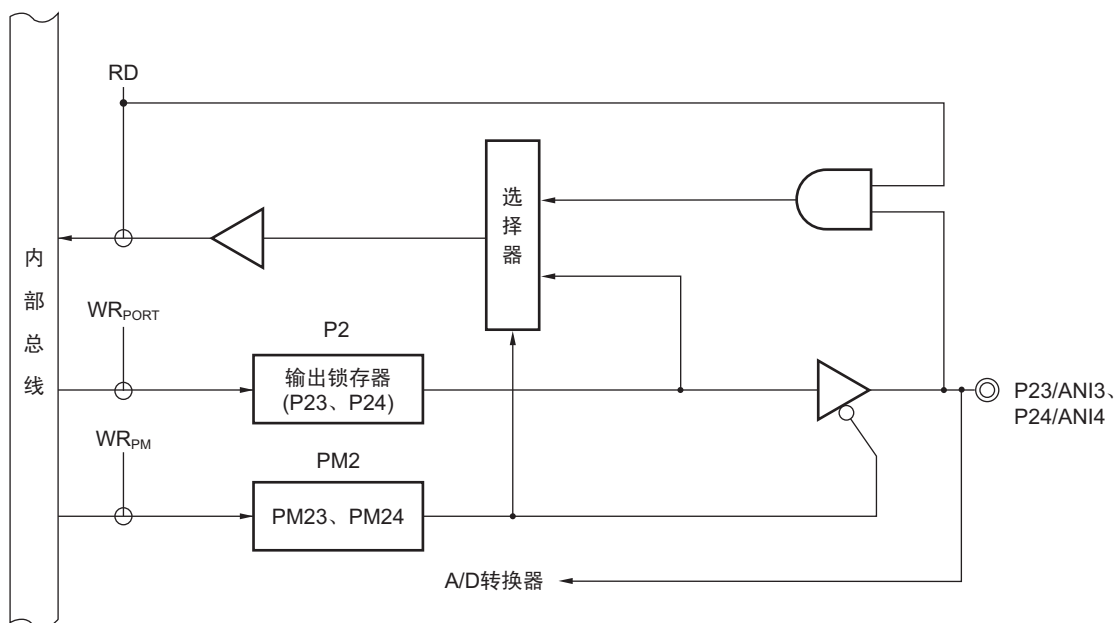 RD
选择器
内部总线
WRPORT
P2
输出锁存器
(P23、P24)
P23/ANI3、
P24/ANI4
WRPM
PM2
PM23、PM24
A/D转换器